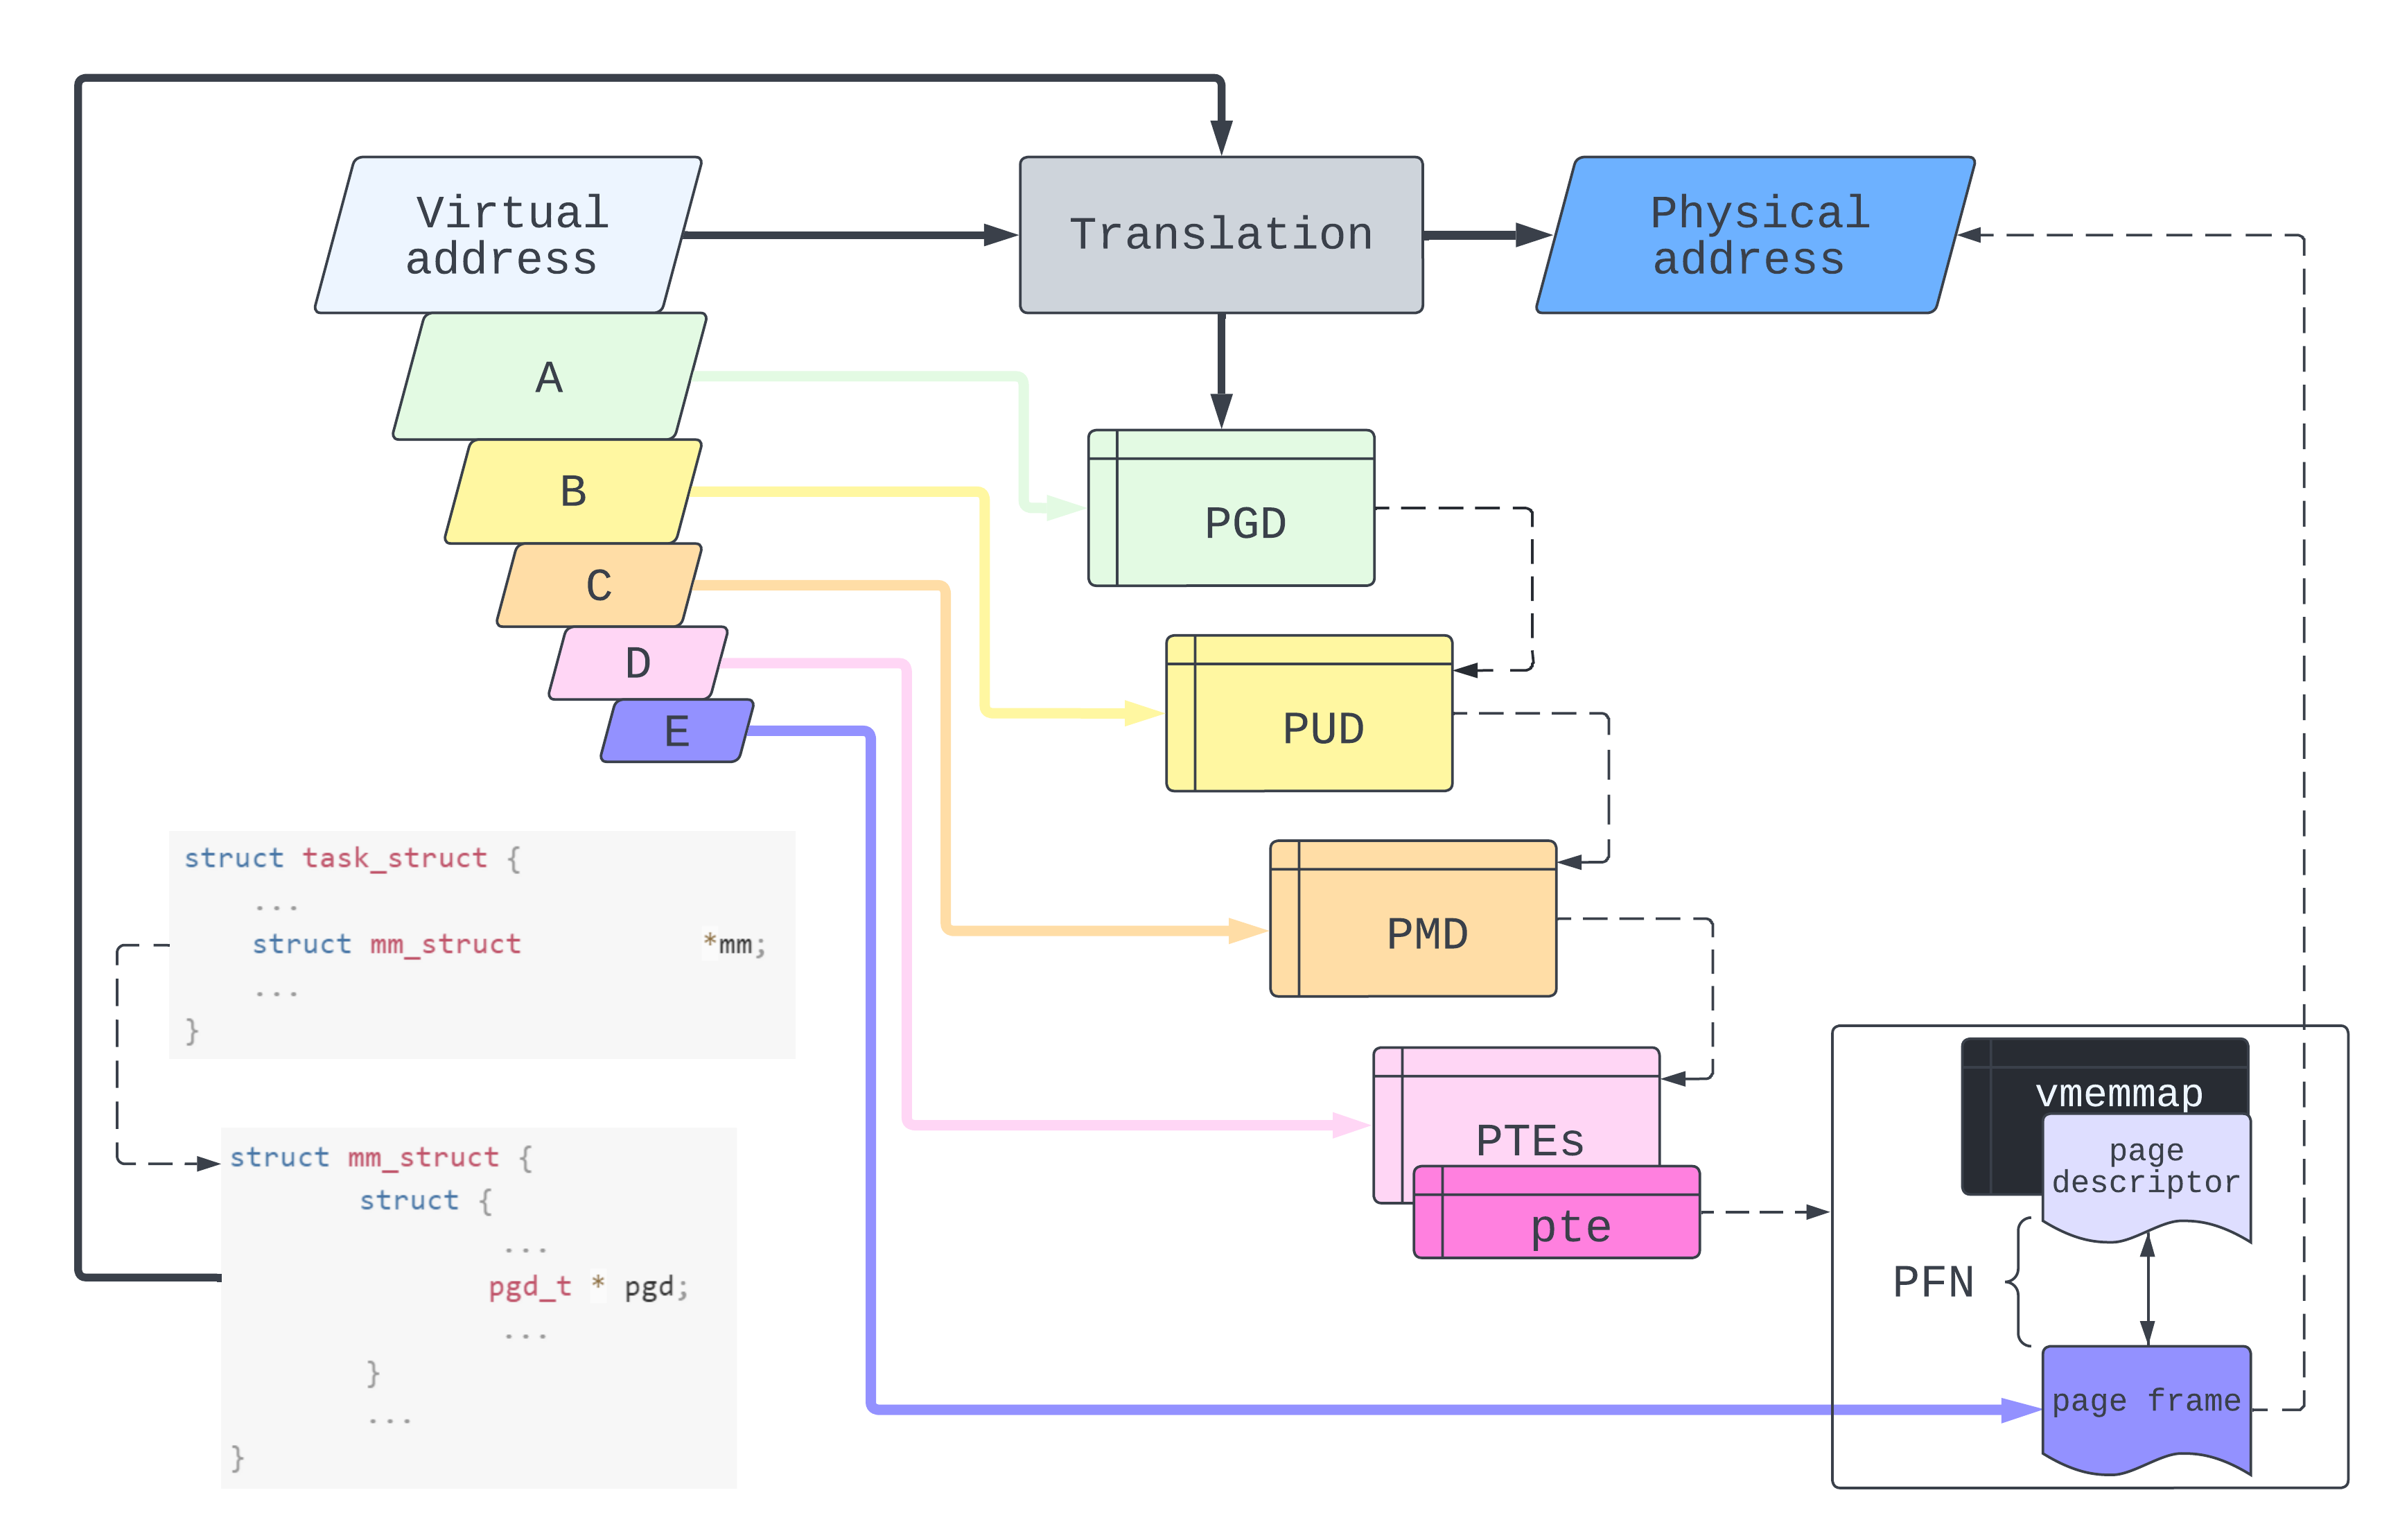 Virtual
address
Translation
Physical
address
A
B
C
D
E
PGD
PUD
PMD
PTEs
pte
struct task_struct {
...
struct mm_struct *mm;
...
}
struct mm_struct {
struct {
...
pgd_t * pgd;
...
}
...
}
vmemmap
page
descriptor
PFN
page frame